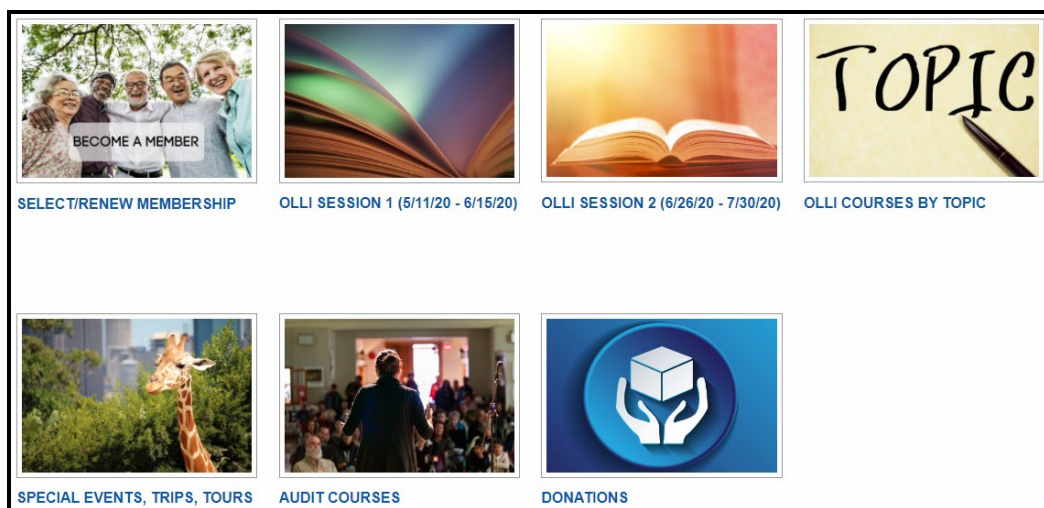 BECOME A MEMBER
TOPIC
SELECT/RENEW MEMBERSHIP
OLLI SESSION 1 (5/11/20 - 6/15/20)
OLLI SESSION 2 (6/26/20 - 7/30/20)
OLLI COURSES BY TOPIC
SPECIAL EVENTS, TRIPS, TOURS
AUDIT COURSES
DONATIONS